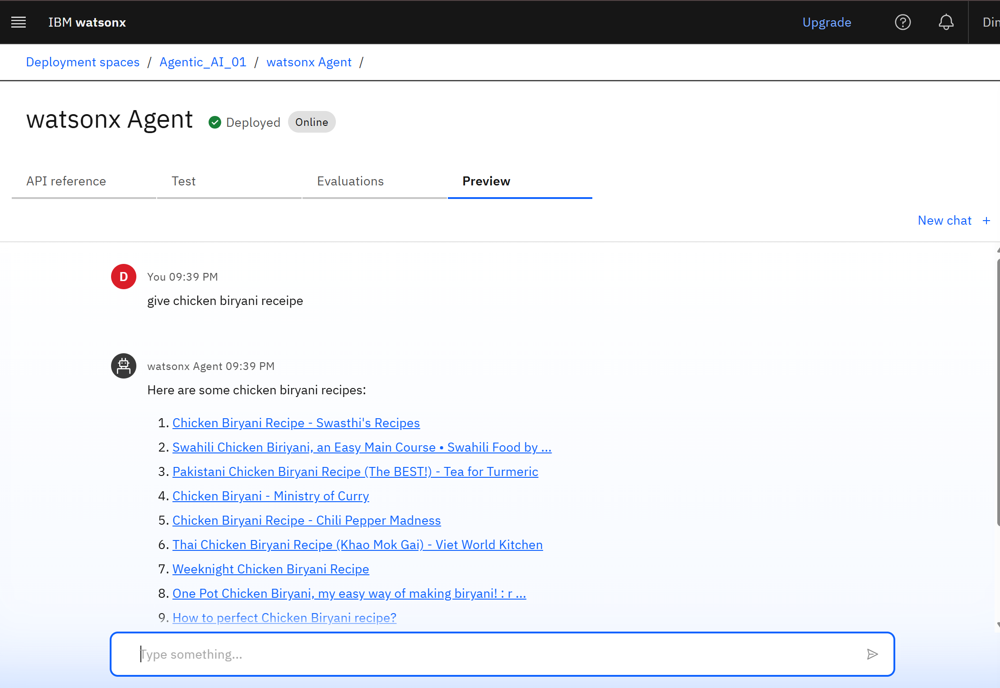 IBM watsonx
Upgrade
Din
Deployment spaces / Agentic_AI_01 / watsonx Agent /
watsonx Agent
Deployed
Online
API reference
Test
Evaluations
Preview
New chat +
D
You 09:39 PM
give chicken biryani receipe
watsonx Agent 09:39 PM
Here are some chicken biryani recipes:
1. Chicken Biryani Recipe - Swasthi's Recipes
2. Swahili Chicken Biriyani, an Easy Main Course • Swahili Food by ...
3. Pakistani Chicken Biryani Recipe (The BEST!) - Tea for Turmeric
4. Chicken Biryani - Ministry of Curry
5. Chicken Biryani Recipe - Chili Pepper Madness
6. Thai Chicken Biryani Recipe (Khao Mok Gai) - Viet World Kitchen
7. Weeknight Chicken Biryani Recipe
8. One Pot Chicken Biryani, my easy way of making biryani! : r ...
9. How to perfect Chicken Biryani recipe?
Type something...